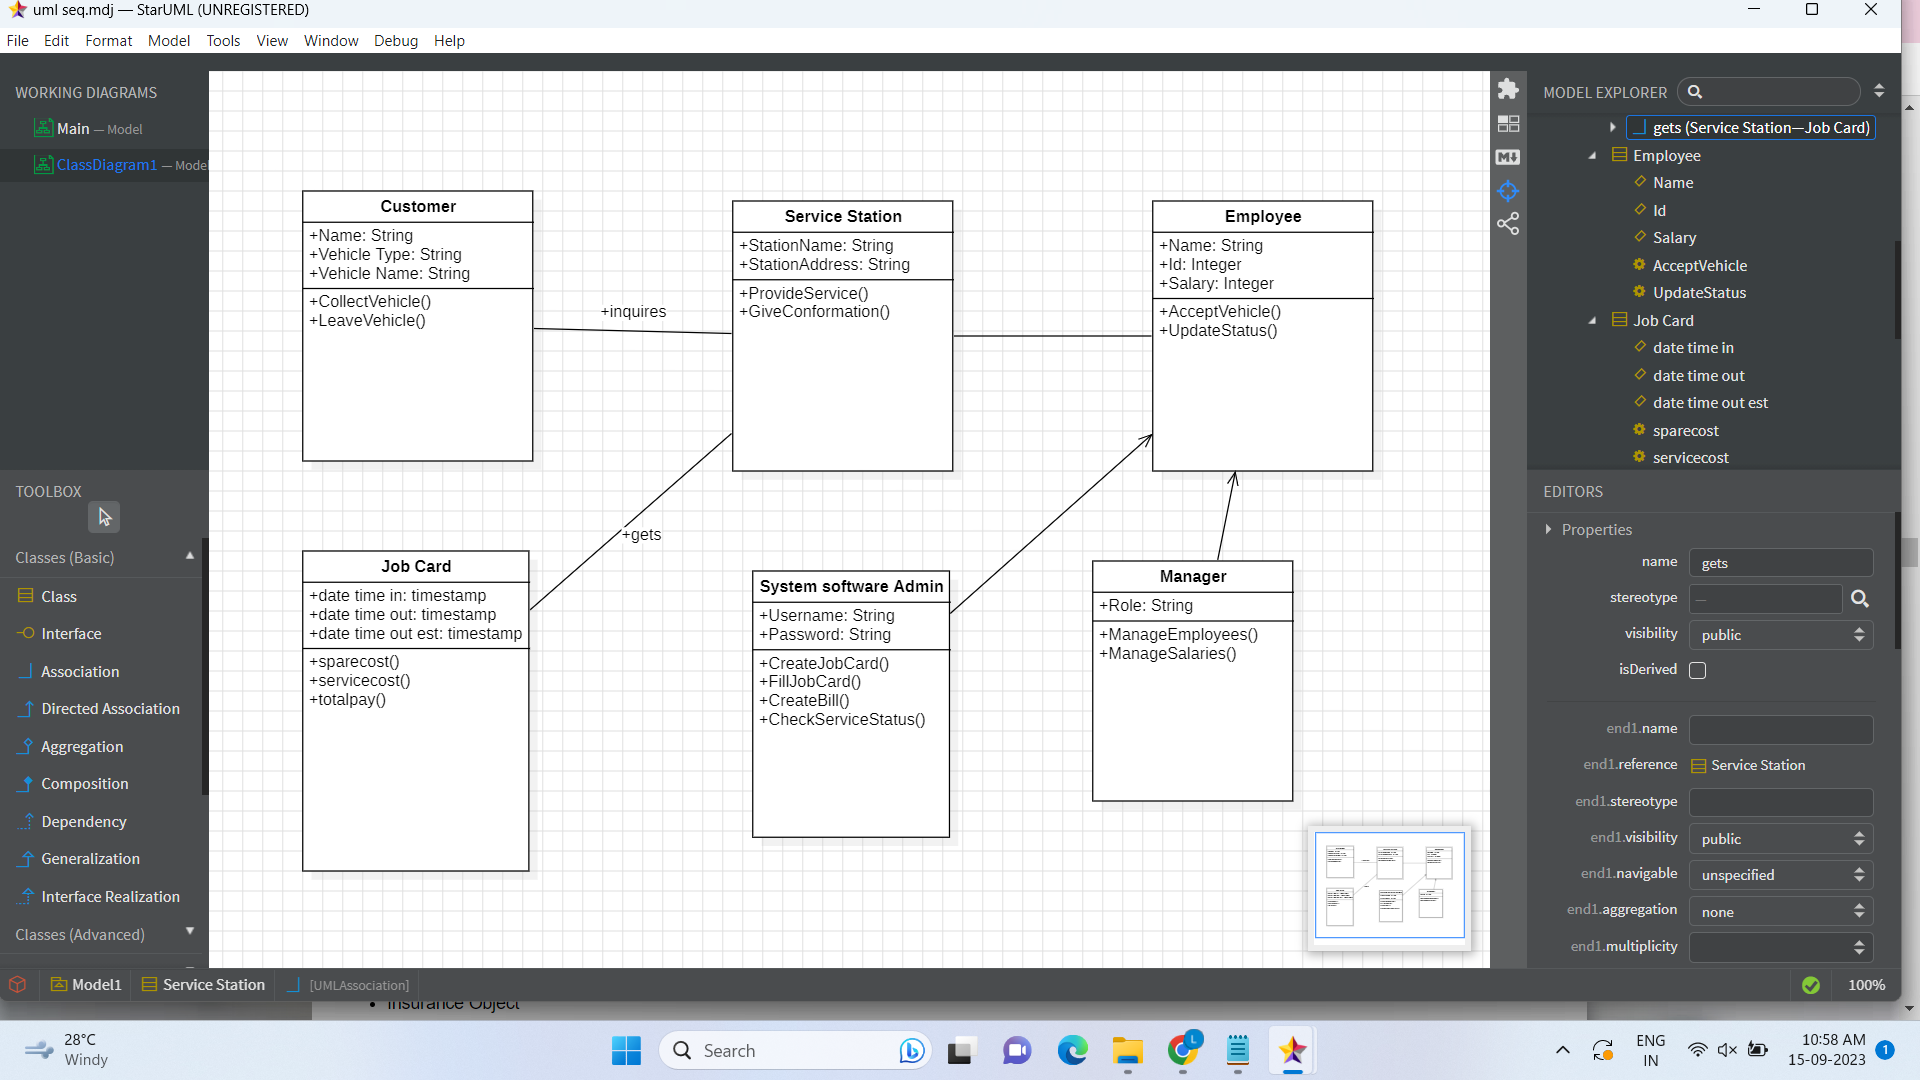 uml seq.mdj — StarUML (UNREGISTERED)
File Edit Format Model Tools View Window Debug Help
WORKING DIAGRAMS
Main — Model
ClassDiagram1 — Model
TOOLBOX
Classes (Basic)
Class
Interface
Association
Directed Association
Aggregation
Composition
Dependency
Generalization
Interface Realization
Classes (Advanced)
Customer
+Name: String
+Vehicle Type: String
+Vehicle Name: String
+CollectVehicle()
+LeaveVehicle()
+inquires
Service Station
+StationName: String
+StationAddress: String
+ProvideService()
+GiveConformation()
Employee
+Name: String
+Id: Integer
+Salary: Integer
+AcceptVehicle()
+UpdateStatus()
+gets
Job Card
+date time in: timestamp
+date time out: timestamp
+date time out est: timestamp
+sparecost()
+servicecost()
+totalpay()
System software Admin
+Username: String
+Password: String
+CreateJobCard()
+FillJobCard()
+CreateBill()
+CheckServiceStatus()
Manager
+Role: String
+ManageEmployees()
+ManageSalaries()
MODEL EXPLORER
gets (Service Station—Job Card)
Employee
Name
Id
Salary
AcceptVehicle
UpdateStatus
Job Card
date time in
date time out
date time out est
sparecost
servicecost
EDITORS
Properties
name gets
stereotype —
visibility public
isDerived
end1.name
end1.reference Service Station
end1.stereotype
end1.visibility public
end1.navigable unspecified
end1.aggregation none
end1.multiplicity
Model1 Service Station [UMLAssociation]
100%
Insurance Object
28°C
Windy
Search
L
ENG
IN
10:58 AM
15-09-2023
1